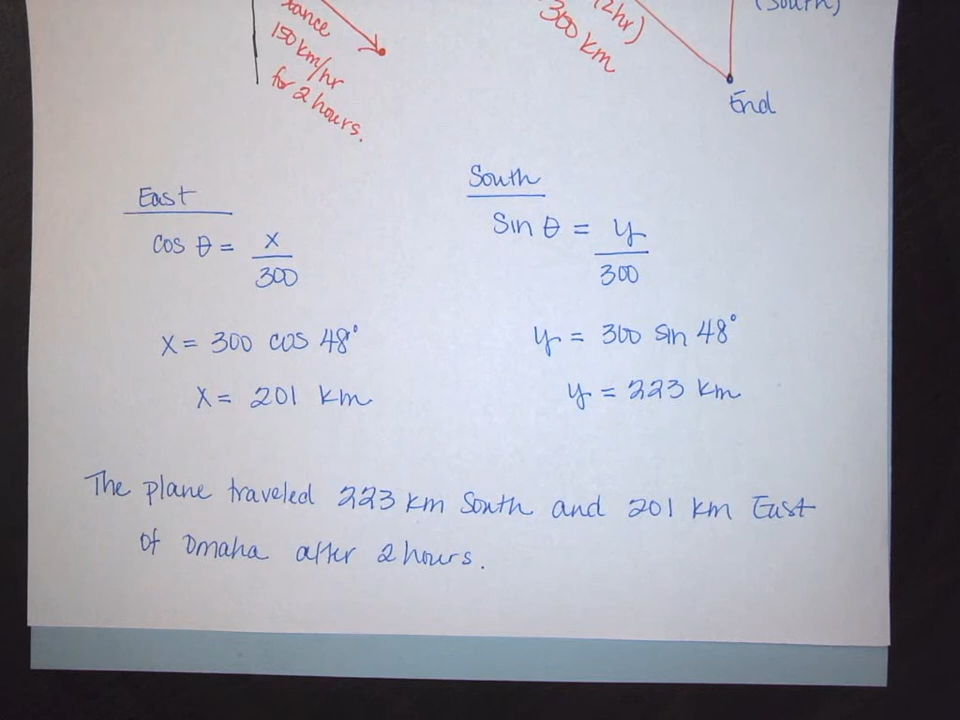 (South)
(2hr)
300 km
tance
150 km/hr
for 2 hours.
End
East
cos θ = x/300
x = 300 cos 48°
x = 201 km
South
Sin θ = y/300
y = 300 sin 48°
y = 223 km
The plane traveled 223 km South and 201 km East
of Omaha after 2 hours.